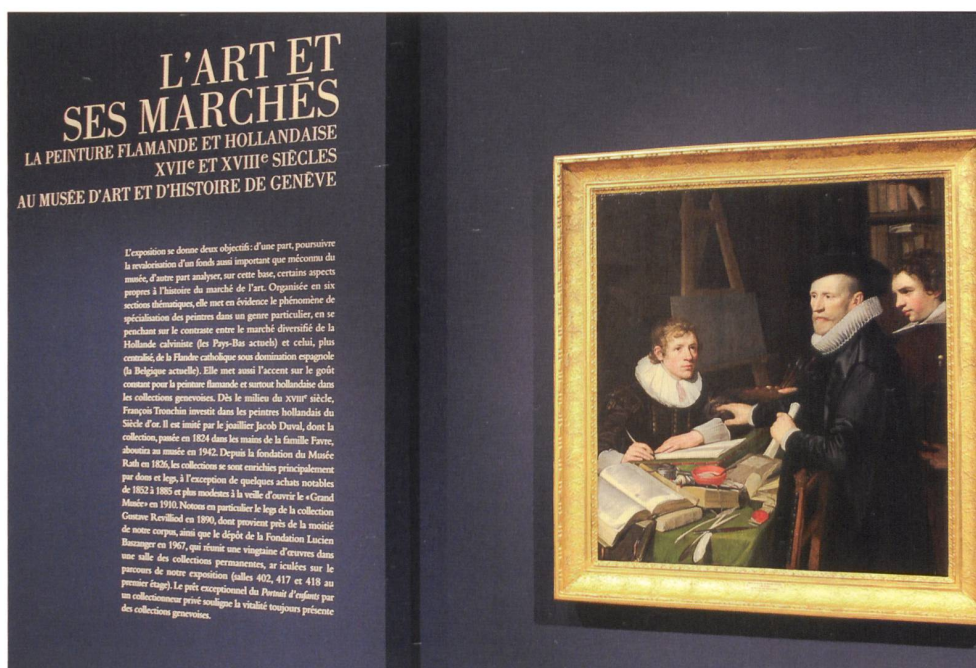 L'ART ET
SES MARCHÉS
LA PEINTURE FLAMANDE ET HOLLANDAISE
XVIIe ET XVIIIe SIÈCLES
AU MUSÉE D'ART ET D'HISTOIRE DE GENÈVE
L'exposition se donne deux objectifs : d'une part, poursuivre
la revalorisation d'un fonds aussi important que méconnu du
musée, d'autre part analyser, sur cette base, certains aspects
propres à l'histoire du marché de l'art. Organisée en six
sections thématiques, elle met en évidence le phénomène de
spécialisation des peintres dans un genre particulier, en se
penchant sur le contraste entre le marché diversifié de la
Hollande calviniste (les Pays-Bas actuels) et celui, plus
centralisé, de la Flandre catholique sous domination espagnole
(la Belgique actuelle). Elle met aussi l'accent sur le goût
constant pour la peinture flamande et surtout hollandaise dans
les collections genevoises. Dès le milieu du XVIIIe siècle,
François Tronchin investit dans les peintres hollandais du
Siècle d'or. Il est imité par le joaillier Jacob Duval, dont la
collection, passée en 1824 dans les mains de la famille Favre,
aboutira au musée en 1942. Depuis la fondation du Musée
Rath en 1826, les collections se sont enrichies principalement
par dons et legs, à l'exception de quelques achats notables
de 1852 à 1885 et plus modestes à la veille d'ouvrir le «Grand
Musée» en 1910. Notons en particulier le legs de la collection
Gustave Revilliod en 1890, dont provient près de la moitié
de notre corpus, ainsi que le dépôt de la Fondation Lucien
Baszanger en 1967, qui réunit une vingtaine d'œuvres dans
une salle des collections permanentes, ar iculées sur le
parcours de notre exposition (salles 402, 417 et 418 au
premier étage). Le prêt exceptionnel du Portrait d'enfants par
un collectionneur privé souligne la vitalité toujours présente
des collections genevoises.